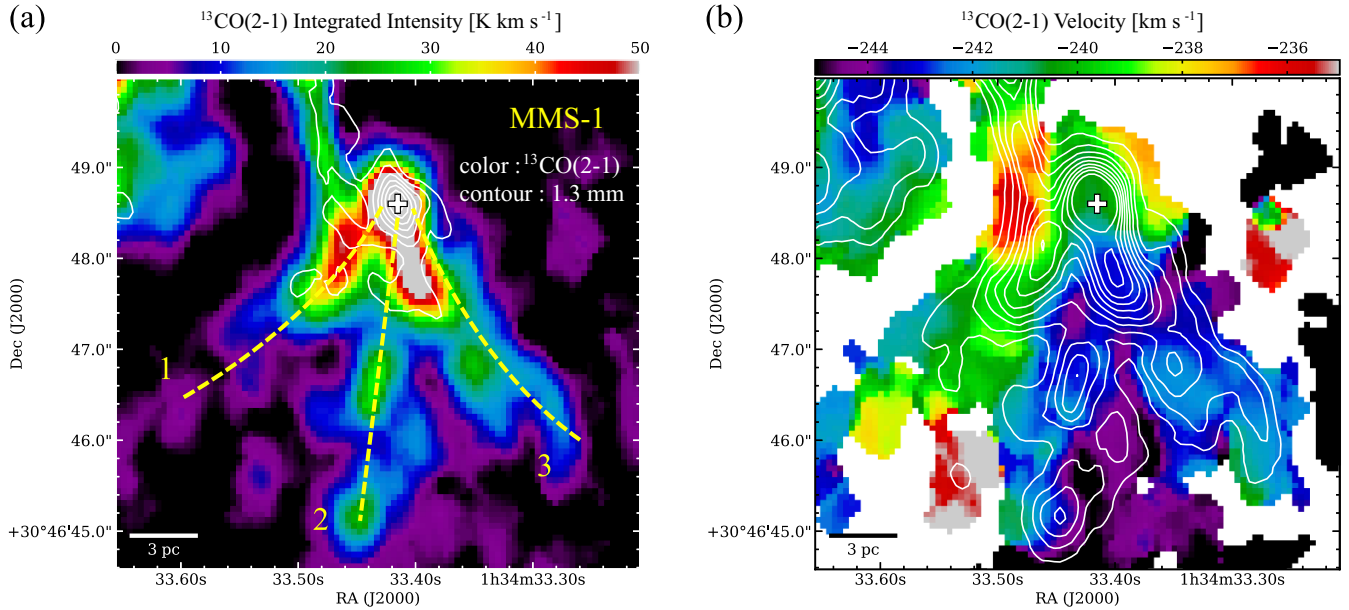 (a)
¹³CO(2-1) Integrated Intensity [K km s⁻¹]
0 10 20 30 40 50
MMS-1
color : ¹³CO(2-1)
contour : 1.3 mm
49.0"
48.0"
47.0"
46.0"
+30°46'45.0"
Dec (J2000)
1
2
3
3 pc
33.60s 33.50s 33.40s 1h34m33.30s
RA (J2000)
(b)
¹³CO(2-1) Velocity [km s⁻¹]
−244 −242 −240 −238 −236
49.0"
48.0"
47.0"
46.0"
+30°46'45.0"
Dec (J2000)
3 pc
33.60s 33.50s 33.40s 1h34m33.30s
RA (J2000)